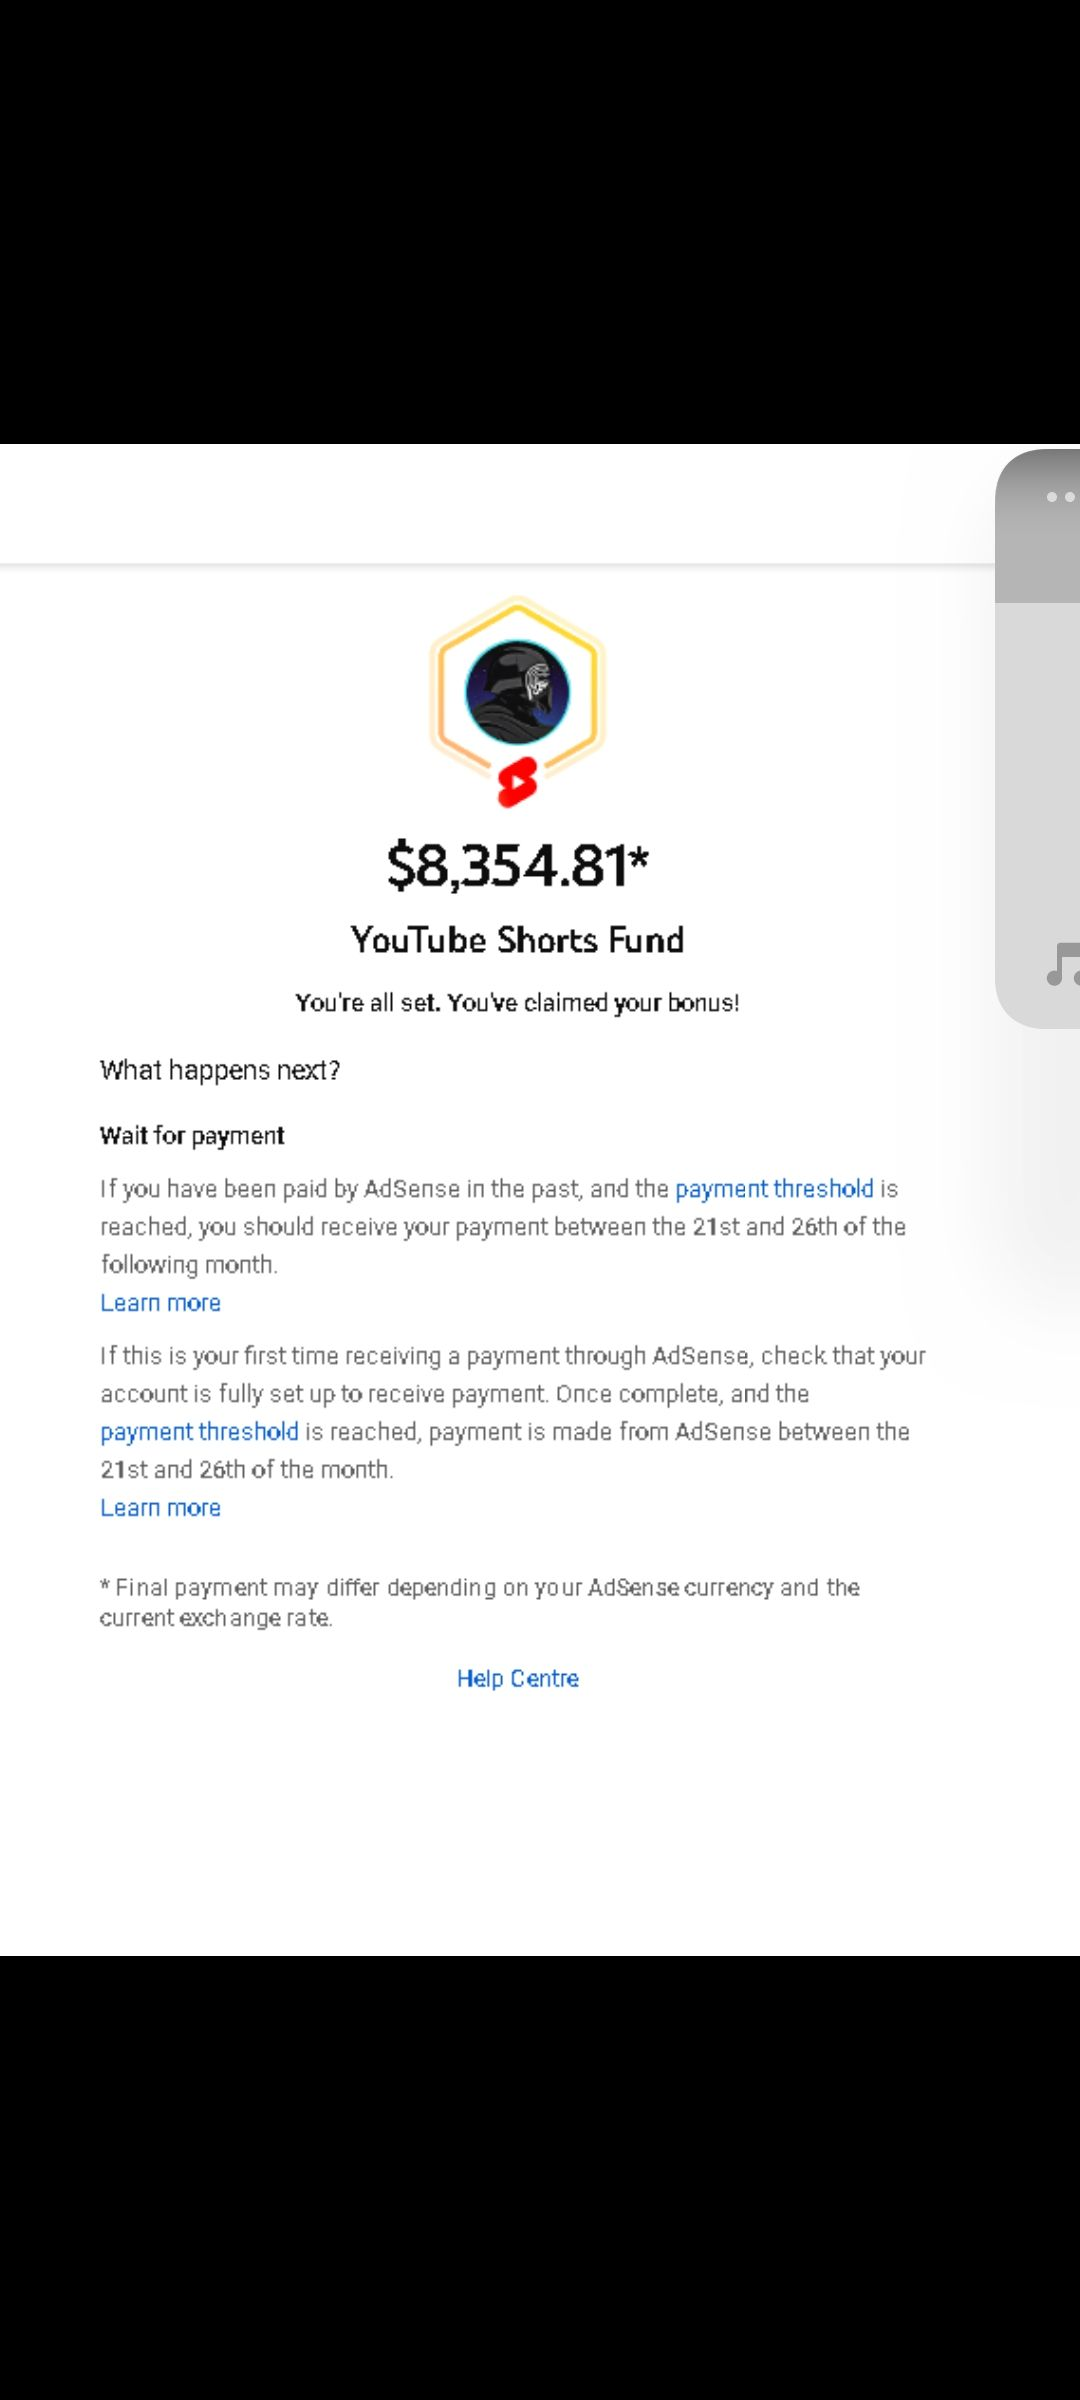 $8,354.81*
YouTube Shorts Fund
You're all set. You've claimed your bonus!
What happens next?
Wait for payment
If you have been paid by AdSense in the past, and the payment threshold is
reached, you should receive your payment between the 21st and 26th of the
following month.
Learn more
If this is your first time receiving a payment through AdSense, check that your
account is fully set up to receive payment. Once complete, and the
payment threshold is reached, payment is made from AdSense between the
21st and 26th of the month.
Learn more
* Final payment may differ depending on your AdSense currency and the
current exchange rate.
Help Centre